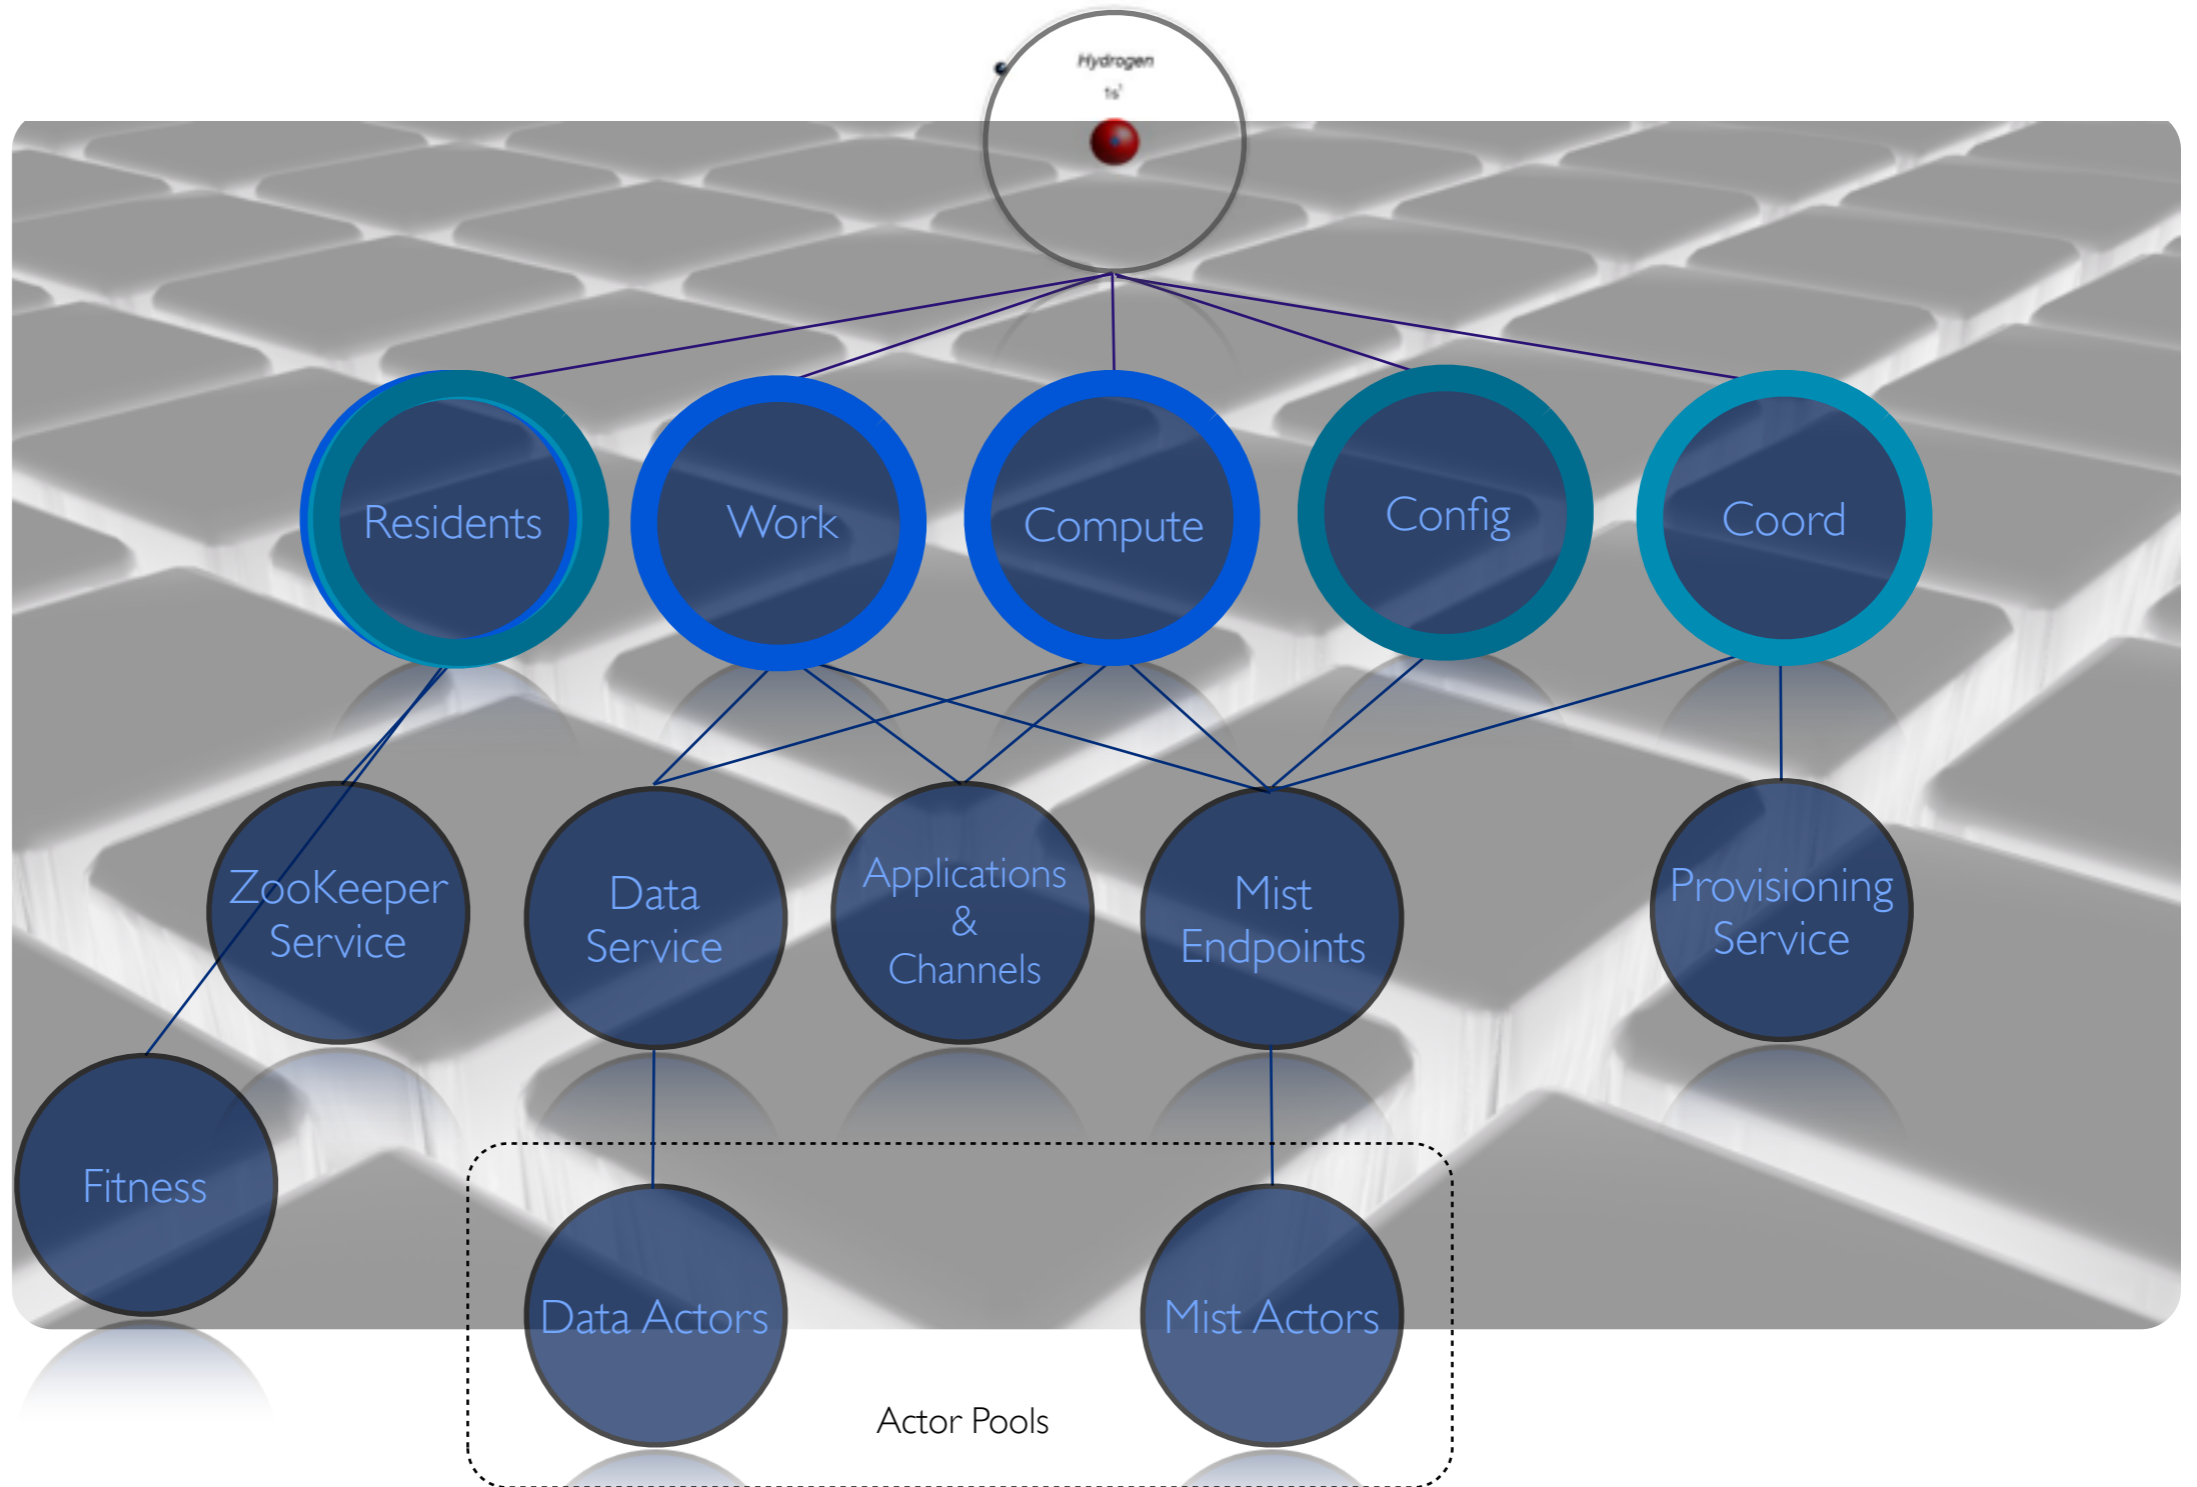 Hydrogen
1s¹
Residents
Work
Compute
Config
Coord
ZooKeeper
Service
Data
Service
Applications
&
Channels
Mist
Endpoints
Provisioning
Service
Fitness
Data Actors
Mist Actors
Actor Pools